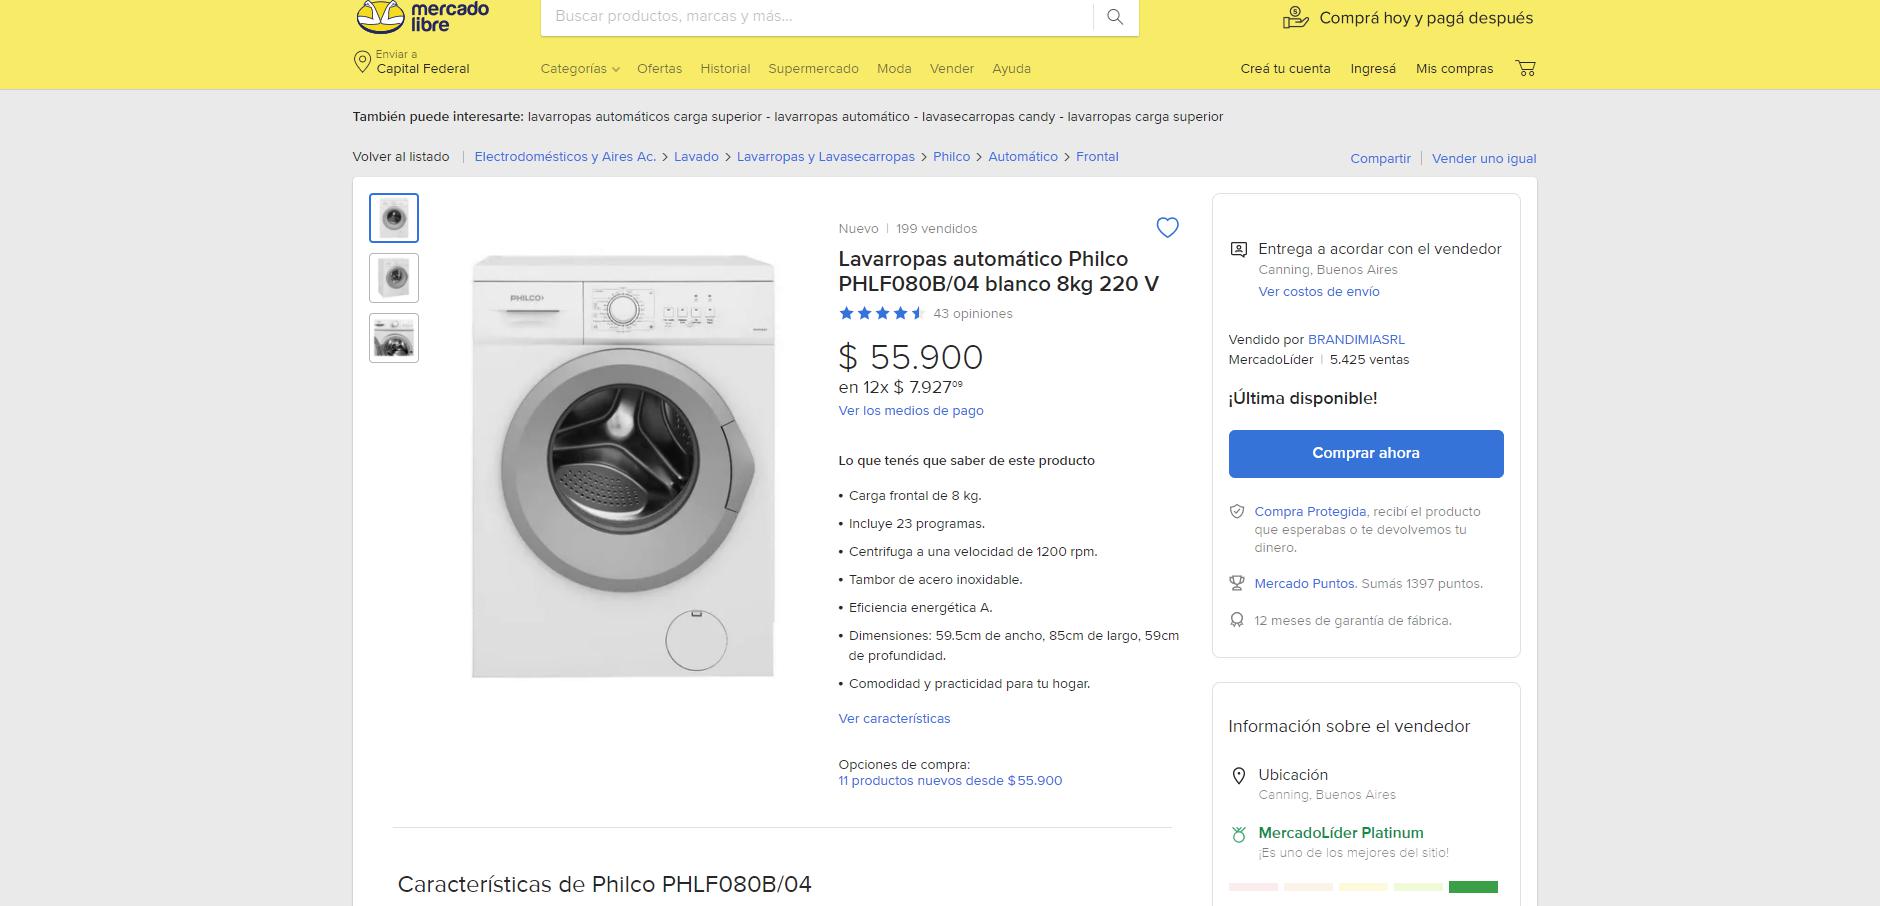 mercado
libre
Buscar productos, marcas y más...
Comprá hoy y pagá después
Enviar a
Capital Federal
Categorías
Ofertas
Historial
Supermercado
Moda
Vender
Ayuda
Creá tu cuenta
Ingresá
Mis compras
También puede interesarte: lavarropas automáticos carga superior - lavarropas automático - lavasecarropas candy - lavarropas carga superior
Volver al listado | Electrodomésticos y Aires Ac. > Lavado > Lavarropas y Lavasecarropas > Philco > Automático > Frontal
Compartir | Vender uno igual
PHILCO
Nuevo | 199 vendidos
Lavarropas automático Philco
PHLF080B/04 blanco 8kg 220 V
43 opiniones
$ 55.900
en 12x $ 7.927⁰⁹
Ver los medios de pago
Lo que tenés que saber de este producto
• Carga frontal de 8 kg.
• Incluye 23 programas.
• Centrifuga a una velocidad de 1200 rpm.
• Tambor de acero inoxidable.
• Eficiencia energética A.
• Dimensiones: 59.5cm de ancho, 85cm de largo, 59cm
de profundidad.
• Comodidad y practicidad para tu hogar.
Ver características
Opciones de compra:
11 productos nuevos desde $55.900
Características de Philco PHLF080B/04
Entrega a acordar con el vendedor
Canning, Buenos Aires
Ver costos de envío
Vendido por BRANDIMIASRL
MercadoLíder | 5.425 ventas
¡Última disponible!
Comprar ahora
Compra Protegida, recibí el producto
que esperabas o te devolvemos tu
dinero.
Mercado Puntos. Sumás 1397 puntos.
12 meses de garantía de fábrica.
Información sobre el vendedor
Ubicación
Canning, Buenos Aires
MercadoLíder Platinum
¡Es uno de los mejores del sitio!